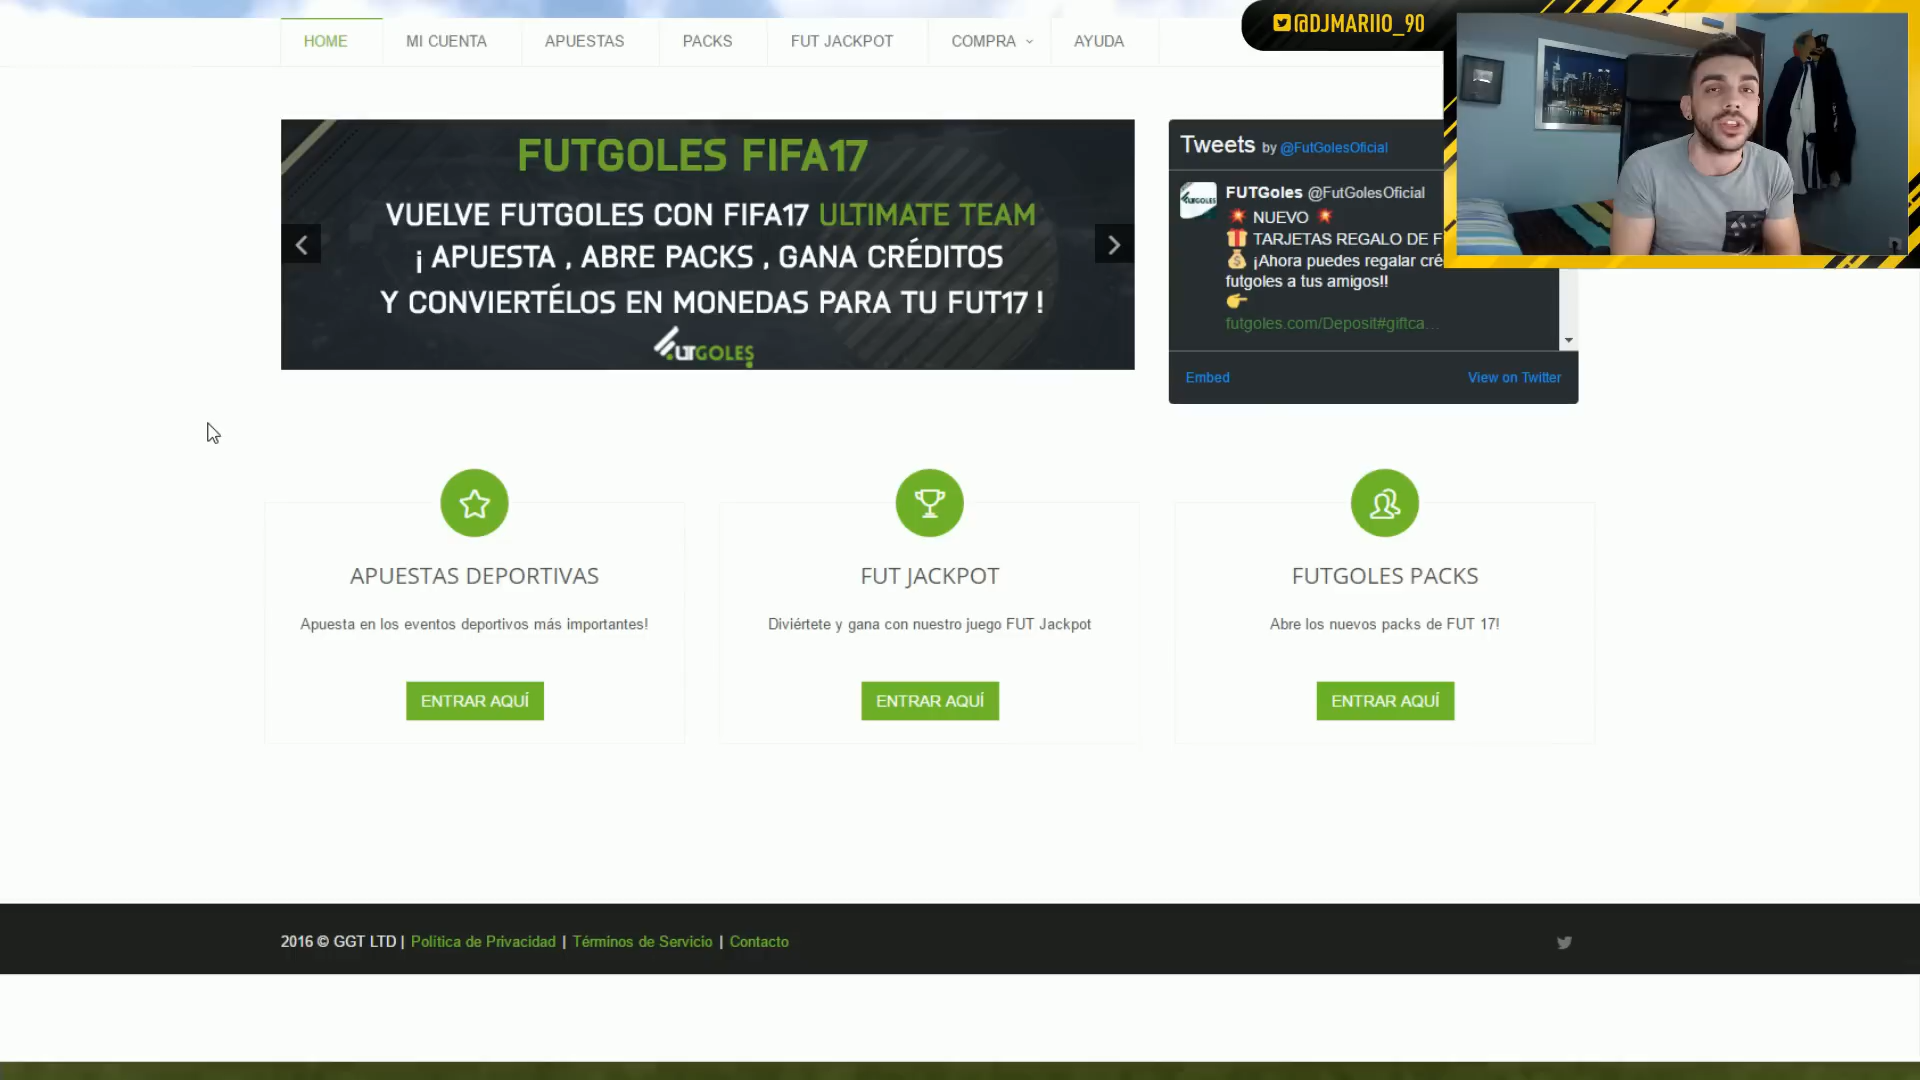 HOME
MI CUENTA
APUESTAS
PACKS
FUT JACKPOT
COMPRA
AYUDA
@DJMARIIO_90
FUTGOLES FIFA17
VUELVE FUTGOLES CON FIFA17 ULTIMATE TEAM
¡ APUESTA , ABRE PACKS , GANA CRÉDITOS
Y CONVIERTÉLOS EN MONEDAS PARA TU FUT17 !
FUTGOLES
Tweets by @FutGolesOficial
FUTGoles @FutGolesOficial
💥 NUEVO 💥
🎁 TARJETAS REGALO DE F
💰 ¡Ahora puedes regalar cré
futgoles a tus amigos!!
👉
futgoles.com/Deposit#giftca…
Embed
View on Twitter
APUESTAS DEPORTIVAS
Apuesta en los eventos deportivos más importantes!
ENTRAR AQUÍ
FUT JACKPOT
Diviértete y gana con nuestro juego FUT Jackpot
ENTRAR AQUÍ
FUTGOLES PACKS
Abre los nuevos packs de FUT 17!
ENTRAR AQUÍ
2016 © GGT LTD | Política de Privacidad | Términos de Servicio | Contacto